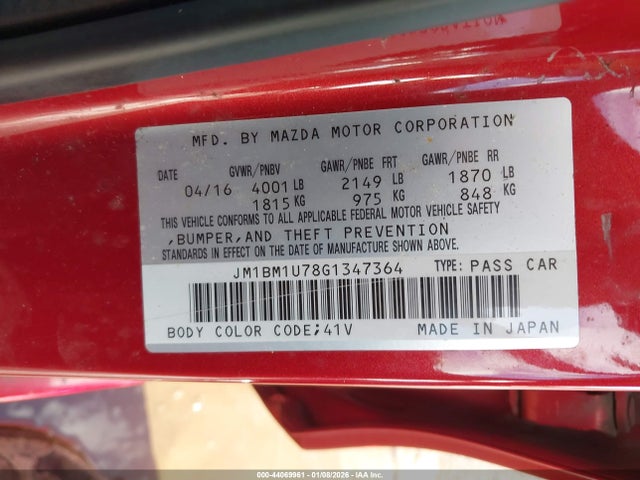 MFD. BY MAZDA MOTOR CORPORATION
DATE GVWR/PNBV GAWR/PNBE FRT GAWR/PNBE RR
04/16 4001 LB 2149 LB 1870 LB
1815 KG 975 KG 848 KG
THIS VEHICLE CONFORMS TO ALL APPLICABLE FEDERAL MOTOR VEHICLE SAFETY
,BUMPER,AND THEFT PREVENTION
STANDARDS IN EFFECT ON THE DATE OF MANUFACTURE SHOWN ABOVE.
JM1BM1U78G1347364 TYPE: PASS CAR
BODY COLOR CODE;41V MADE IN JAPAN
000-44069961 - 01/08/2026 - IAAI.com